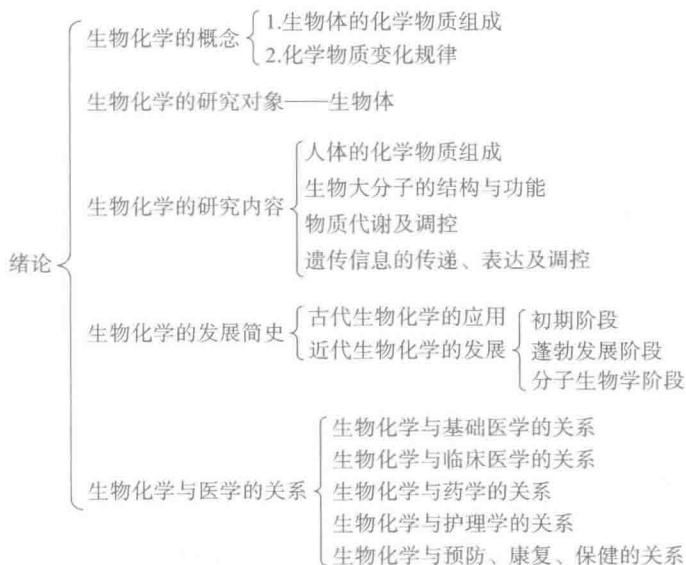 绪论
生物化学的概念
1.生物体的化学物质组成
2.化学物质变化规律
生物化学的研究对象——生物体
生物化学的研究内容
人体的化学物质组成
生物大分子的结构与功能
物质代谢及调控
遗传信息的传递、表达及调控
生物化学的发展简史
古代生物化学的应用
近代生物化学的发展
初期阶段
蓬勃发展阶段
分子生物学阶段
生物化学与医学的关系
生物化学与基础医学的关系
生物化学与临床医学的关系
生物化学与药学的关系
生物化学与护理学的关系
生物化学与预防、康复、保健的关系